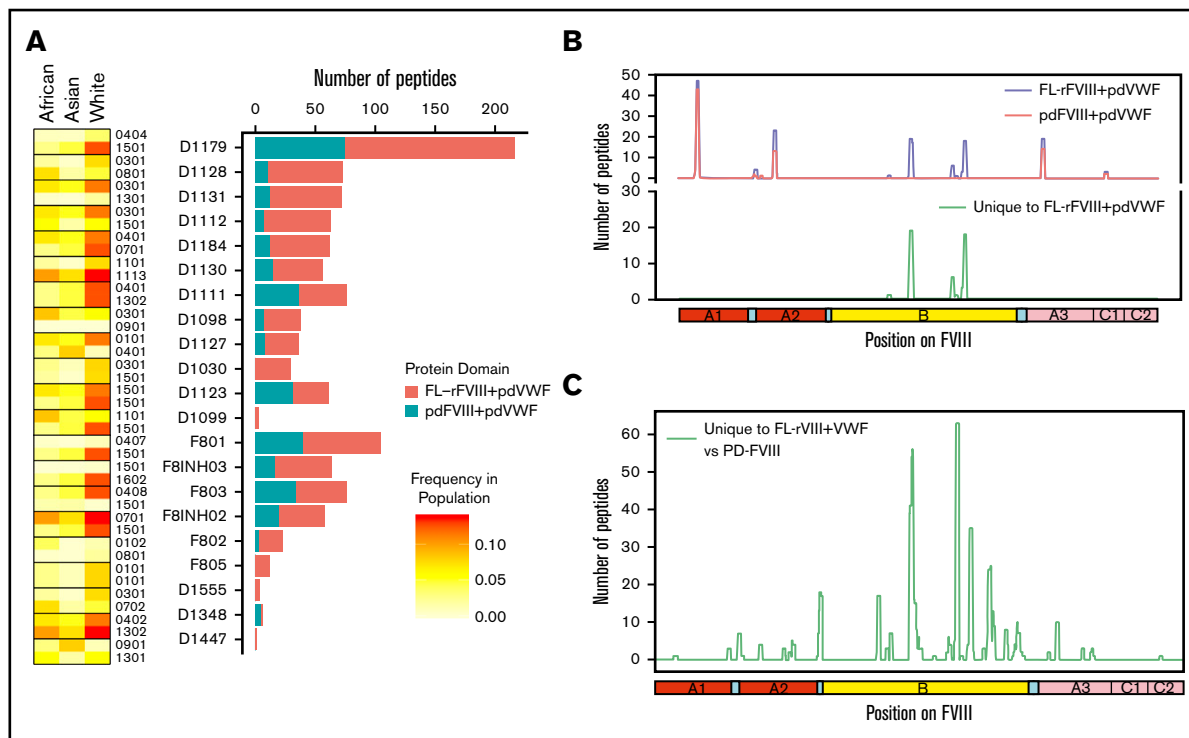 A
African
Asian
White
0404
1501
0301
0801
0301
1301
0301
1501
0401
0701
1101
1113
0401
1302
0301
0901
0101
0401
0301
1501
1501
1501
1101
1501
0407
1501
1501
1602
0408
1501
0701
1501
0102
0801
0101
0101
0301
0702
0402
1302
0901
1301
Number of peptides
0 50 100 150 200
D1179
D1128
D1131
D1112
D1184
D1130
D1111
D1098
D1127
D1030
D1123
D1099
F801
F8INH03
F803
F8INH02
F802
F805
D1555
D1348
D1447
Protein Domain
FL–rFVIII+pdVWF
pdFVIII+pdVWF
Frequency in
Population
0.10
0.05
0.00
B
Number of peptides
50
40
30
20
10
0
30
20
10
0
FL-rFVIII+pdVWF
pdFVIII+pdVWF
Unique to FL-rFVIII+pdVWF
A1 A2 B A3 C1 C2
Position on FVIII
C
Number of peptides
60
50
40
30
20
10
0
Unique to FL-rVIII+VWF
vs PD-FVIII
A1 A2 B A3 C1 C2
Position on FVIII